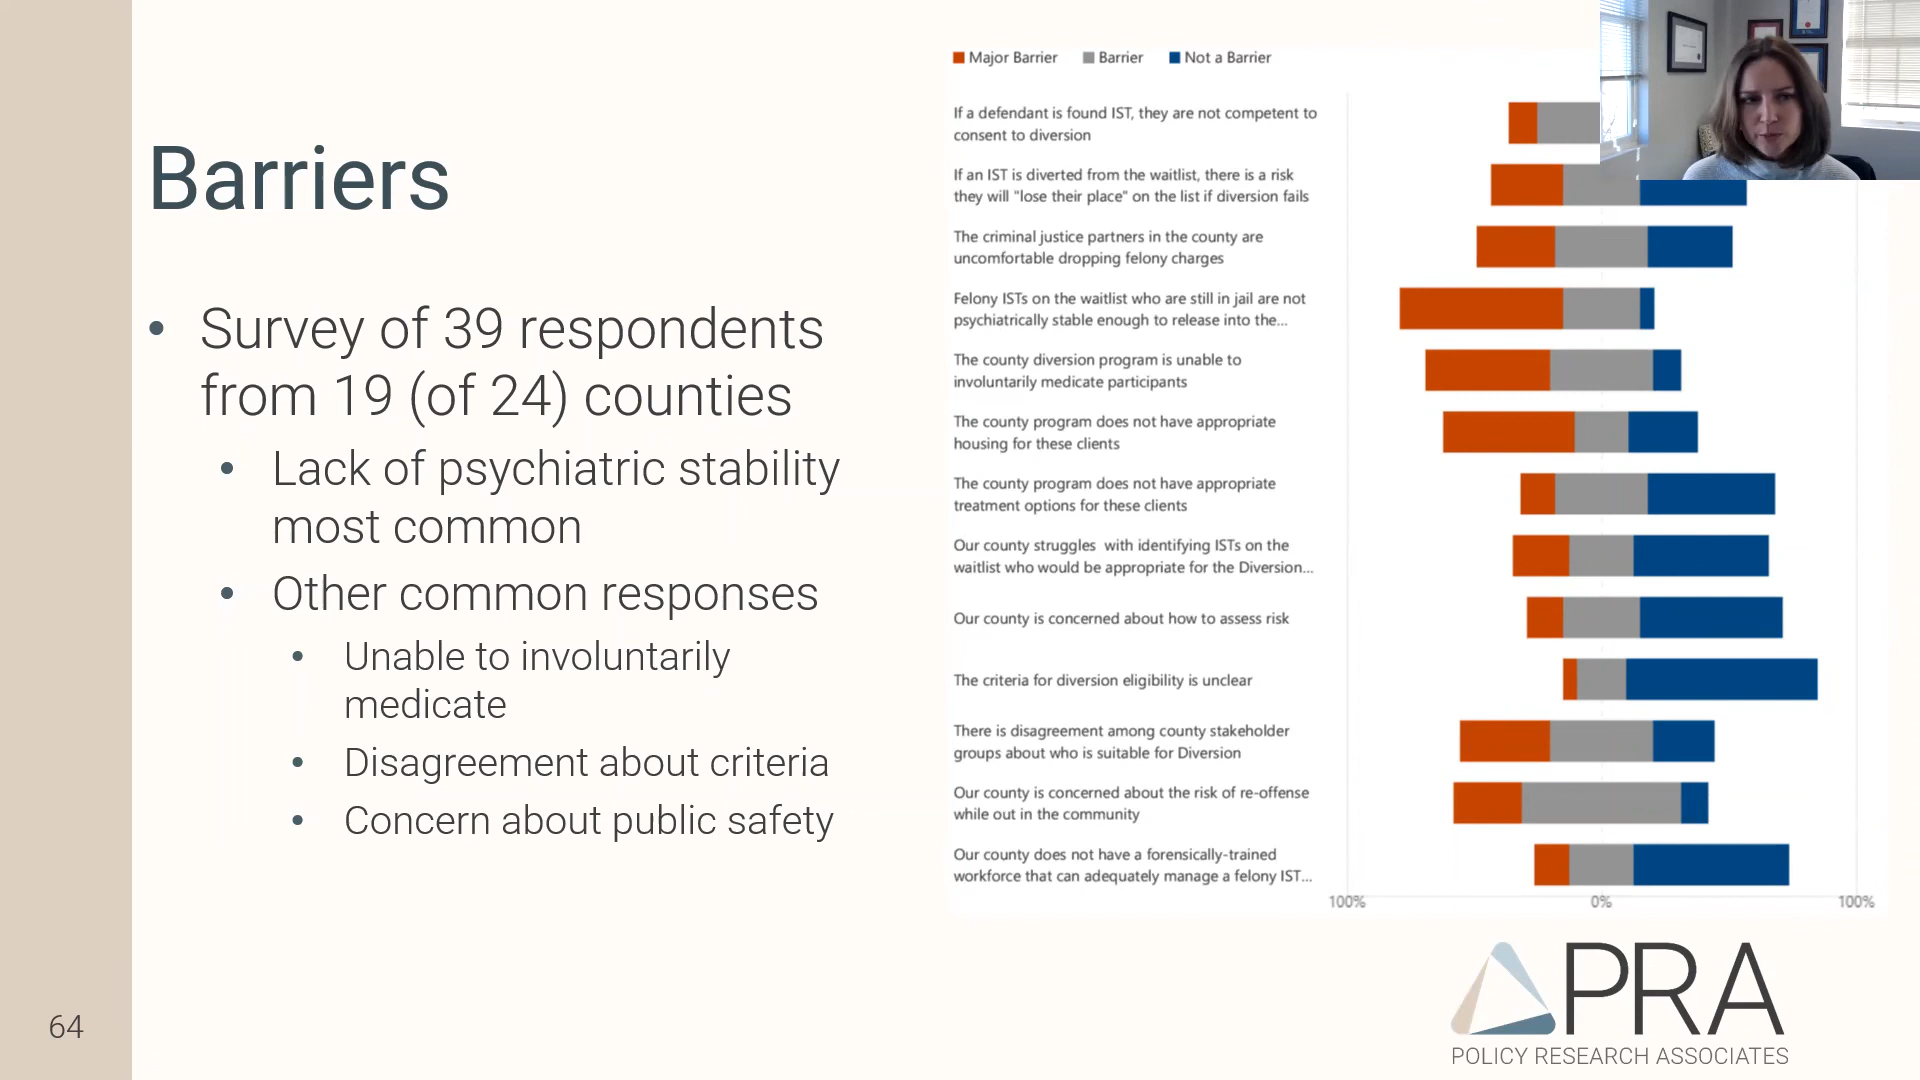 Barriers
• Survey of 39 respondents
from 19 (of 24) counties
• Lack of psychiatric stability
most common
• Other common responses
• Unable to involuntarily
medicate
• Disagreement about criteria
• Concern about public safety
64
Major Barrier Barrier Not a Barrier
If a defendant is found IST, they are not competent to
consent to diversion
If an IST is diverted from the waitlist, there is a risk
they will "lose their place" on the list if diversion fails
The criminal justice partners in the county are
uncomfortable dropping felony charges
Felony ISTs on the waitlist who are still in jail are not
psychiatrically stable enough to release into the...
The county diversion program is unable to
involuntarily medicate participants
The county program does not have appropriate
housing for these clients
The county program does not have appropriate
treatment options for these clients
Our county struggles with identifying ISTs on the
waitlist who would be appropriate for the Diversion...
Our county is concerned about how to assess risk
The criteria for diversion eligibility is unclear
There is disagreement among county stakeholder
groups about who is suitable for Diversion
Our county is concerned about the risk of re-offense
while out in the community
Our county does not have a forensically-trained
workforce that can adequately manage a felony IST...
100% 0% 100%
PRA
POLICY RESEARCH ASSOCIATES